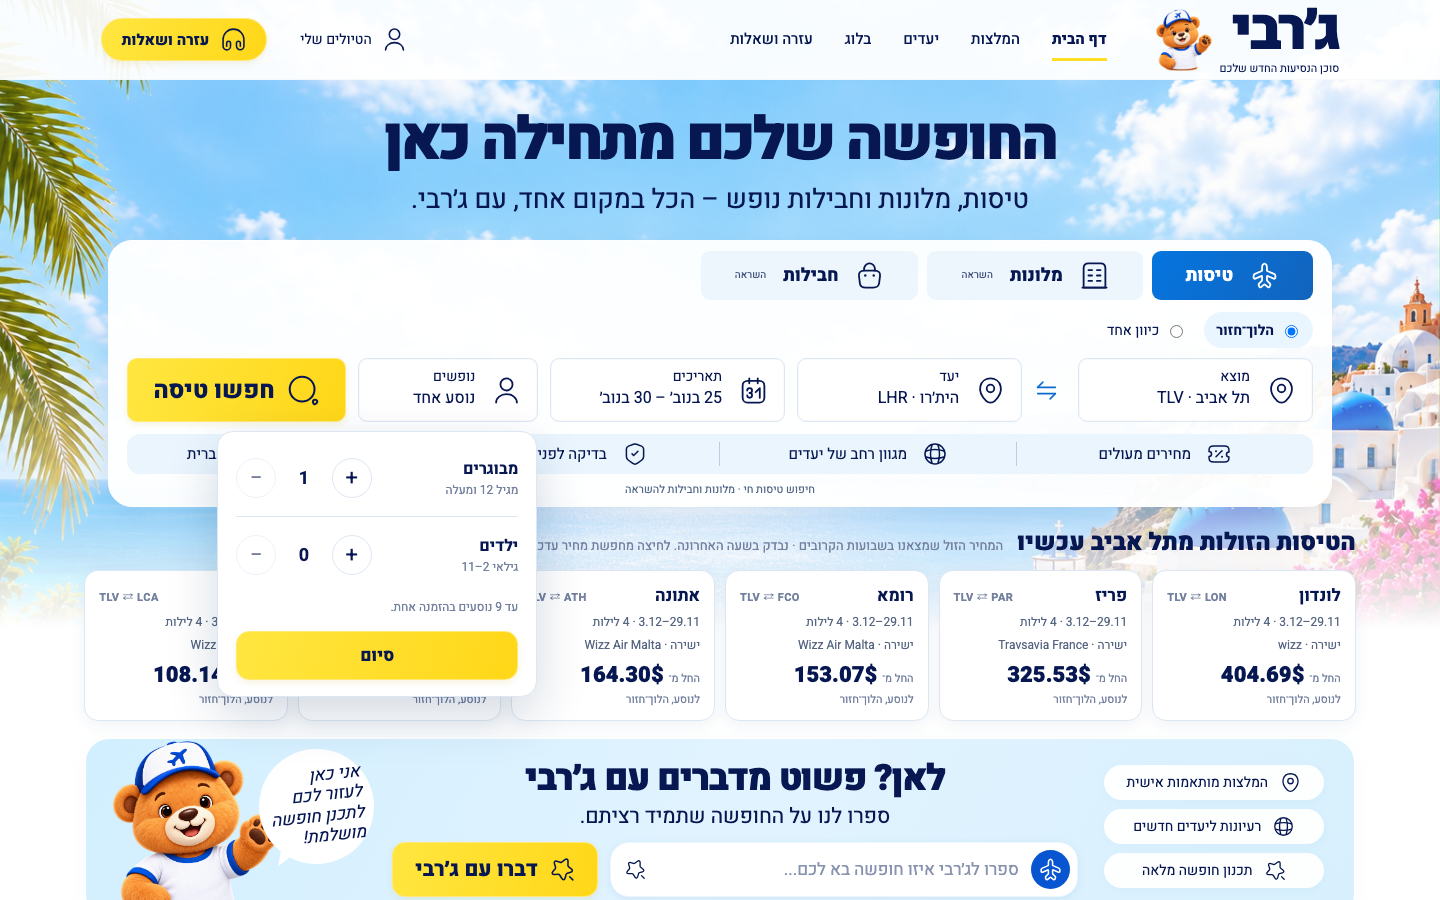 ג׳רבי
סוכן הנסיעות החדש שלכם
דף הבית
המלצות
יעדים
בלוג
עזרה ושאלות
הטיולים שלי
עזרה ושאלות
החופשה שלכם מתחילה כאן
טיסות, מלונות וחבילות נופש – הכל במקום אחד, עם ג׳רבי.
טיסות
מלונות השראה
חבילות השראה
הלוך־חזור
כיוון אחד
מוצא
תל אביב · TLV
יעד
הית׳רו · LHR
תאריכים
25 בנוב׳ – 30 בנוב׳
נופשים
נוסע אחד
חפשו טיסה
מחירים מעולים
מגוון רחב של יעדים
בדיקה לפני
ברית
חיפוש טיסות חי · מלונות וחבילות להשראה
מבוגרים
מגיל 12 ומעלה
+ 1 −
ילדים
גילאי 2–11
+ 0 −
עד 9 נוסעים בהזמנה אחת.
סיום
הטיסות הזולות מתל אביב עכשיו
המחיר הזול שמצאנו בשבועות הקרובים · נבדק בשעה האחרונה. לחיצה מחפשת מחיר עדכ
לונדון TLV ⇄ LON
29.11–3.12 · 4 לילות
ישירה · wizz
החל מ־ 404.69$
לנוסע, הלוך־חזור
פריז TLV ⇄ PAR
29.11–3.12 · 4 לילות
ישירה · Travsavia France
החל מ־ 325.53$
לנוסע, הלוך־חזור
רומא TLV ⇄ FCO
29.11–3.12 · 4 לילות
ישירה · Wizz Air Malta
החל מ־ 153.07$
לנוסע, הלוך־חזור
אתונה LV ⇄ ATH
29.11–3.12 · 4 לילות
ישירה · Wizz Air Malta
החל מ־ 164.30$
לנוסע, הלוך־חזור
לנוסע, הלוך־חזור
TLV ⇄ LCA
4 לילות
Wizz
108.14
לנוסע, הלוך־חזור
המלצות מותאמות אישית
רעיונות ליעדים חדשים
תכנון חופשה מלאה
לאן? פשוט מדברים עם ג׳רבי
ספרו לנו על החופשה שתמיד רציתם.
ספרו לג׳רבי איזו חופשה בא לכם...
דברו עם ג׳רבי
אני כאן
לעזור לכם
לתכנן חופשה
מושלמת!